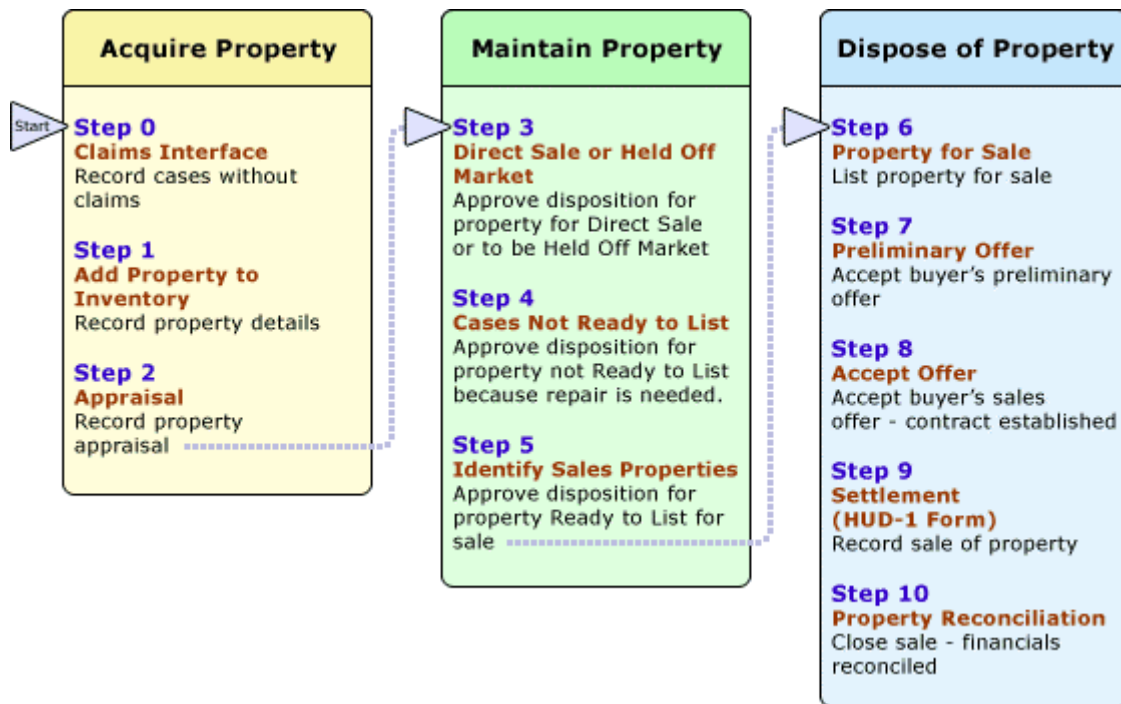 Acquire Property
Start
Step 0
Claims Interface
Record cases without
claims
Step 1
Add Property to
Inventory
Record property details
Step 2
Appraisal
Record property
appraisal
Maintain Property
Step 3
Direct Sale or Held Off
Market
Approve disposition for
property for Direct Sale
or to be Held Off Market
Step 4
Cases Not Ready to List
Approve disposition for
property not Ready to List
because repair is needed.
Step 5
Identify Sales Properties
Approve disposition for
property Ready to List for
sale
Dispose of Property
Step 6
Property for Sale
List property for sale
Step 7
Preliminary Offer
Accept buyer's preliminary
offer
Step 8
Accept Offer
Accept buyer's sales
offer - contract established
Step 9
Settlement
(HUD-1 Form)
Record sale of property
Step 10
Property Reconciliation
Close sale - financials
reconciled